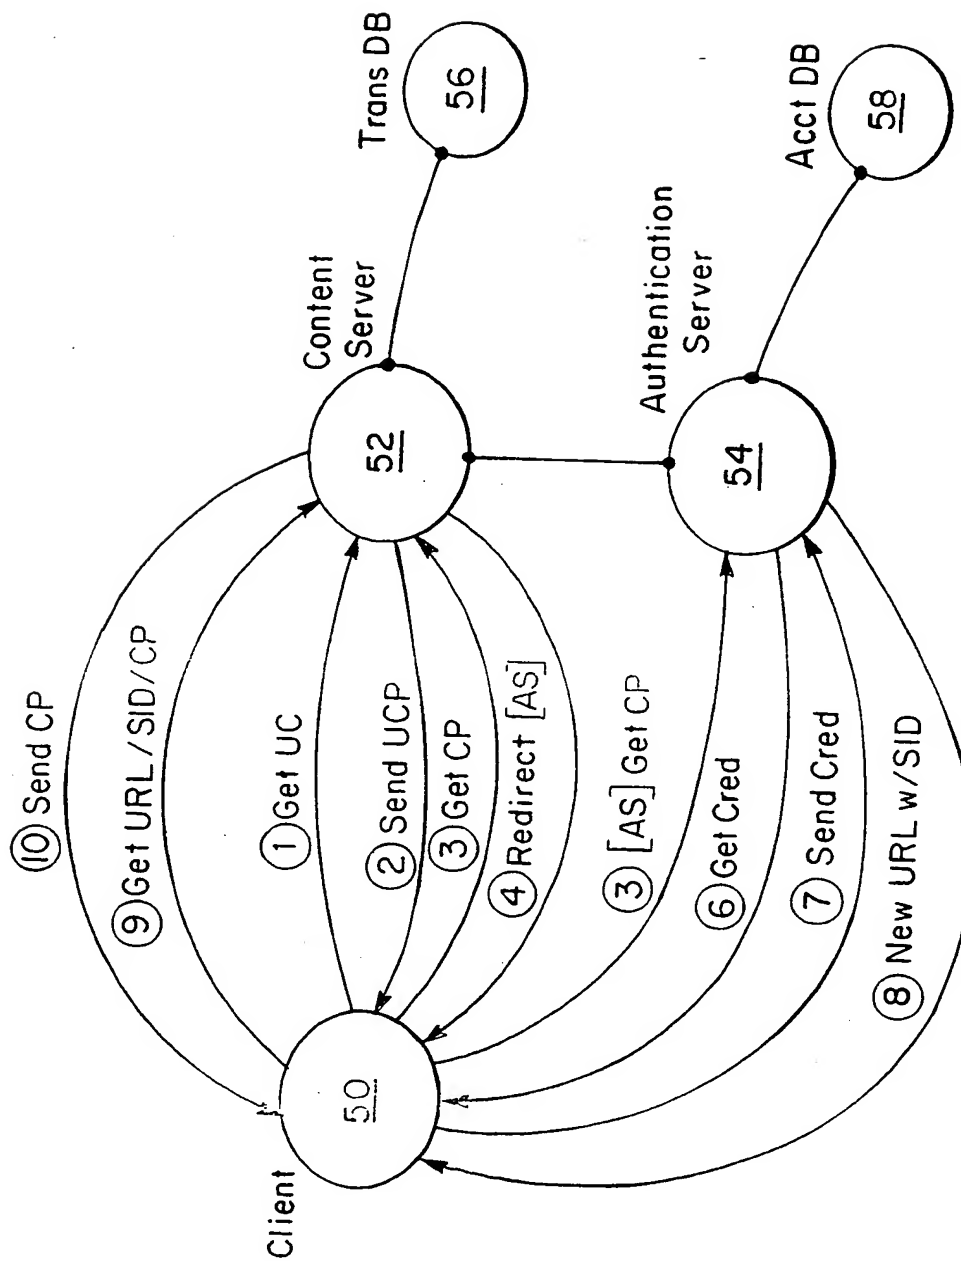 ⑩ Send CP
⑨ Get URL/SID/CP
① Get UC
② Send UCP
③ Get CP
④ Redirect [AS]
③ [AS] Get CP
⑥ Get Cred
⑦ Send Cred
⑧ New URL w/SID
Client
50
Content
Server
52
Trans DB
56
Authentication
Server
54
Acct DB
58